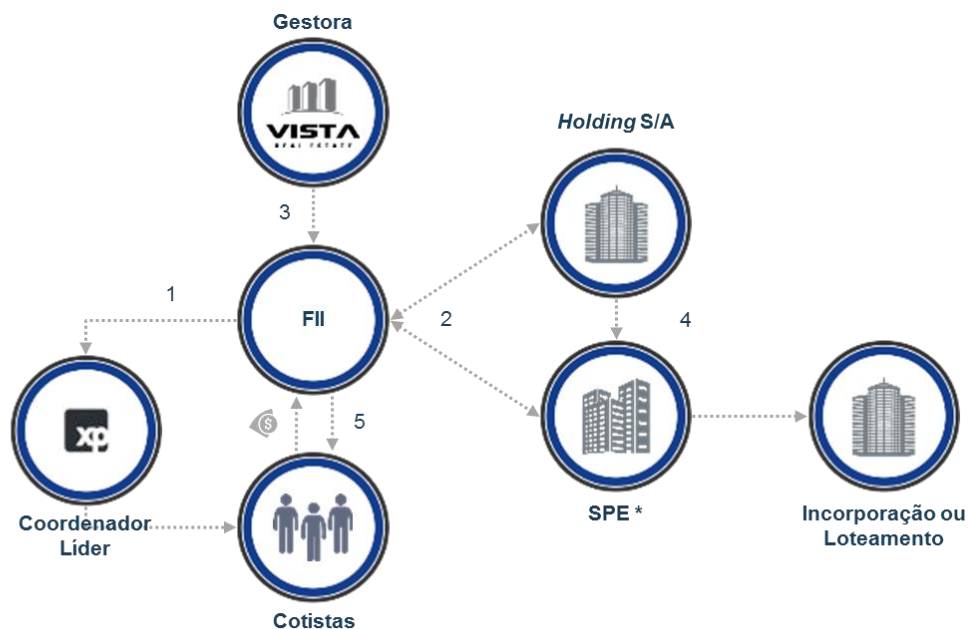 Gestora
VISTA
REAL ESTATE
Holding S/A
3
1
FII
2
4
xp
$
5
Coordenador
Líder
SPE *
Incorporação ou
Loteamento
Cotistas